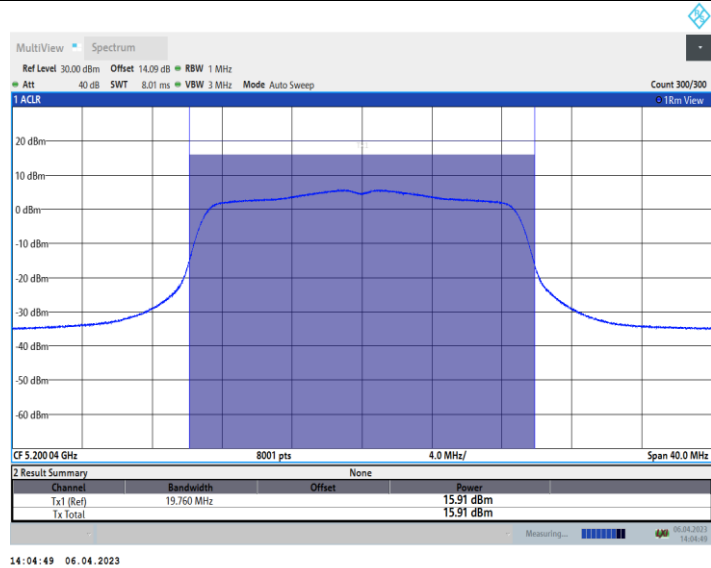 MultiView Spectrum
Ref Level 30.00 dBm Offset 14.09 dB RBW 1 MHz
Att 40 dB SWT 8.01 ms VBW 3 MHz Mode Auto Sweep Count 300/300
1 ACLR 1Rm View
20 dBm
10 dBm
0 dBm
-10 dBm
-20 dBm
-30 dBm
-40 dBm
-50 dBm
-60 dBm
CF 5.20004 GHz 8001 pts 4.0 MHz/ Span 40.0 MHz
2 Result Summary None
Channel Bandwidth Offset Power
Tx1 (Ref) 19.760 MHz 15.91 dBm
Tx Total 15.91 dBm
Measuring... 06.04.2023
14:04:49
14:04:49 06.04.2023